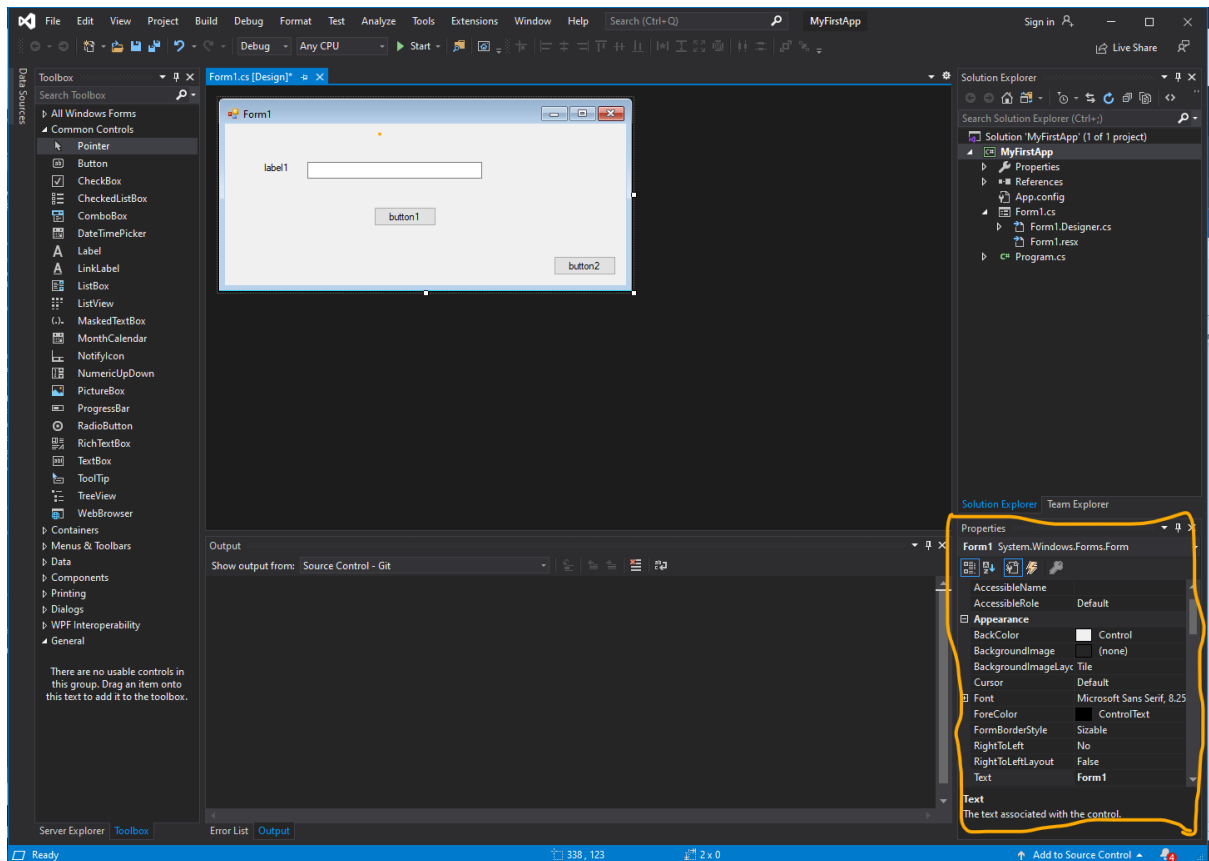 File Edit View Project Build Debug Format Test Analyze Tools Extensions Window Help Search (Ctrl+Q) MyFirstApp Sign in
Debug Any CPU Start Live Share
Data Sources
Toolbox
Search Toolbox
All Windows Forms
Common Controls
Pointer
Button
CheckBox
CheckedListBox
ComboBox
DateTimePicker
Label
LinkLabel
ListBox
ListView
MaskedTextBox
MonthCalendar
NotifyIcon
NumericUpDown
PictureBox
ProgressBar
RadioButton
RichTextBox
TextBox
ToolTip
TreeView
WebBrowser
Containers
Menus & Toolbars
Data
Components
Printing
Dialogs
WPF Interoperability
General
There are no usable controls in
this group. Drag an item onto
this text to add it to the toolbox.
Server Explorer Toolbox
Form1.cs [Design]*
Form1
label1
button1
button2
Output
Show output from: Source Control - Git
Error List Output
Solution Explorer
Search Solution Explorer (Ctrl+;)
Solution 'MyFirstApp' (1 of 1 project)
C# MyFirstApp
Properties
References
App.config
Form1.cs
Form1.Designer.cs
Form1.resx
C# Program.cs
Solution Explorer Team Explorer
Properties
Form1 System.Windows.Forms.Form
AccessibleName
AccessibleRole Default
Appearance
BackColor Control
BackgroundImage (none)
BackgroundImageLayc Tile
Cursor Default
Font Microsoft Sans Serif, 8.25
ForeColor ControlText
FormBorderStyle Sizable
RightToLeft No
RightToLeftLayout False
Text Form1
Text
The text associated with the control.
Ready 338 , 123 2 x 0 Add to Source Control 4